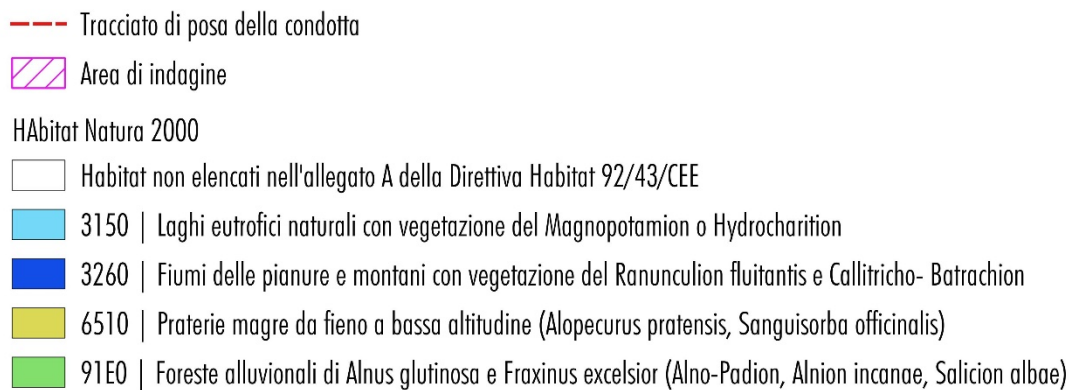 Tracciato di posa della condotta
Area di indagine
HAbitat Natura 2000
Habitat non elencati nell'allegato A della Direttiva Habitat 92/43/CEE
3150 | Laghi eutrofici naturali con vegetazione del Magnopotamion o Hydrocharition
3260 | Fiumi delle pianure e montani con vegetazione del Ranunculion fluitantis e Callitricho- Batrachion
6510 | Praterie magre da fieno a bassa altitudine (Alopecurus pratensis, Sanguisorba officinalis)
91E0 | Foreste alluvionali di Alnus glutinosa e Fraxinus excelsior (Alno-Padion, Alnion incanae, Salicion albae)